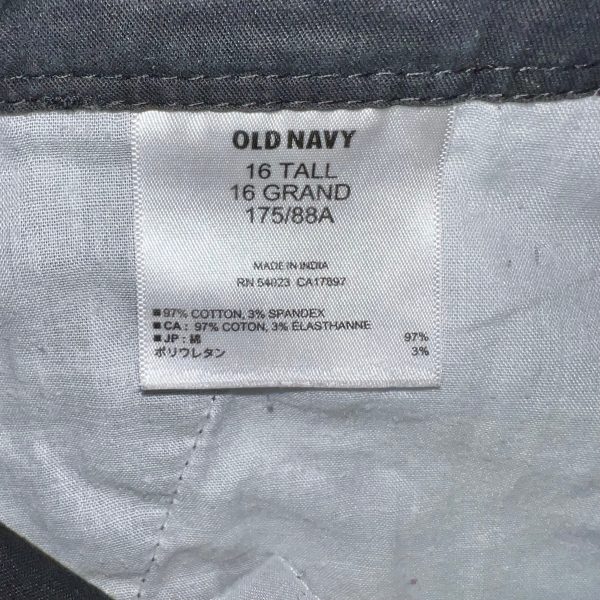 OLD NAVY
16 TALL
16 GRAND
175/88A
MADE IN INDIA
RN 54023 CA17897
■97% COTTON, 3% SPANDEX
■CA: 97% COTON, 3% ÉLASTHANNE
■JP: 綿 97%
ポリウレタン 3%